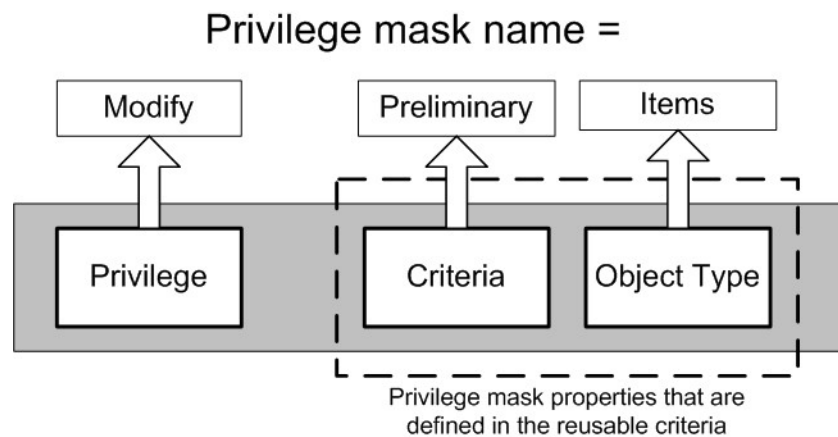 Privilege mask name =
Modify
Preliminary
Items
Privilege
Criteria
Object Type
Privilege mask properties that are
defined in the reusable criteria